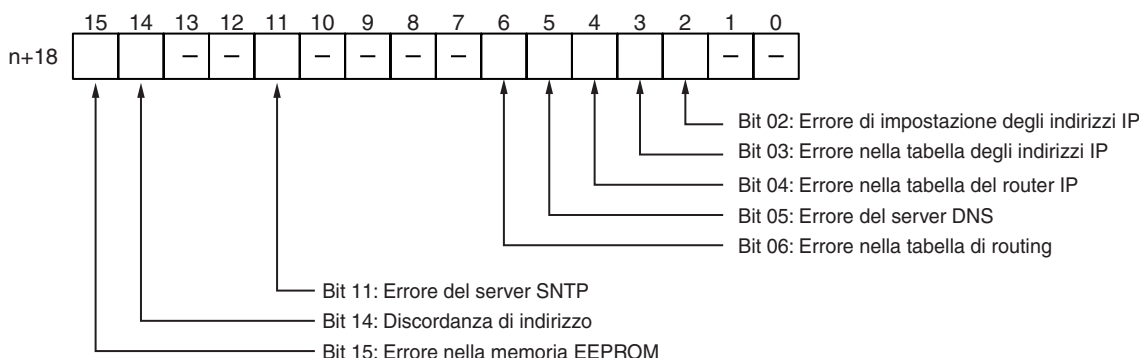 15 14 13 12 11 10 9 8 7 6 5 4 3 2 1 0
n+18 – – – – – – – –
Bit 02: Errore di impostazione degli indirizzi IP
Bit 03: Errore nella tabella degli indirizzi IP
Bit 04: Errore nella tabella del router IP
Bit 05: Errore del server DNS
Bit 06: Errore nella tabella di routing
Bit 11: Errore del server SNTP
Bit 14: Discordanza di indirizzo
Bit 15: Errore nella memoria EEPROM